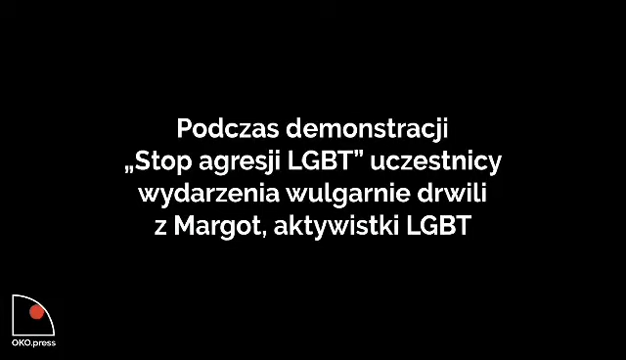 Podczas demonstracji
„Stop agresji LGBT” uczestnicy
wydarzenia wulgarnie drwili
z Margot, aktywistki LGBT
OKO.press